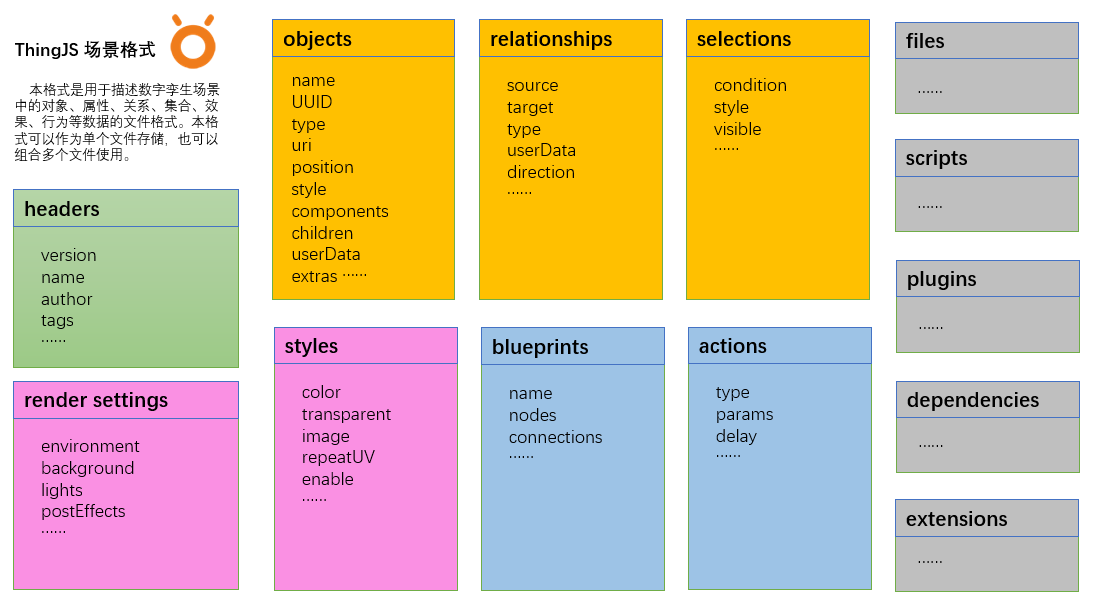 ThingJS 场景格式
本格式是用于描述数字孪生场景
中的对象、属性、关系、集合、效
果、行为等数据的文件格式。本格
式可以作为单个文件存储，也可以
组合多个文件使用。
headers
version
name
author
tags
……
render settings
environment
background
lights
postEffects
……
objects
name
UUID
type
uri
position
style
components
children
userData
extras ……
relationships
source
target
type
userData
direction
……
selections
condition
style
visible
……
styles
color
transparent
image
repeatUV
enable
……
blueprints
name
nodes
connections
……
actions
type
params
delay
……
files
……
scripts
……
plugins
……
dependencies
……
extensions
……